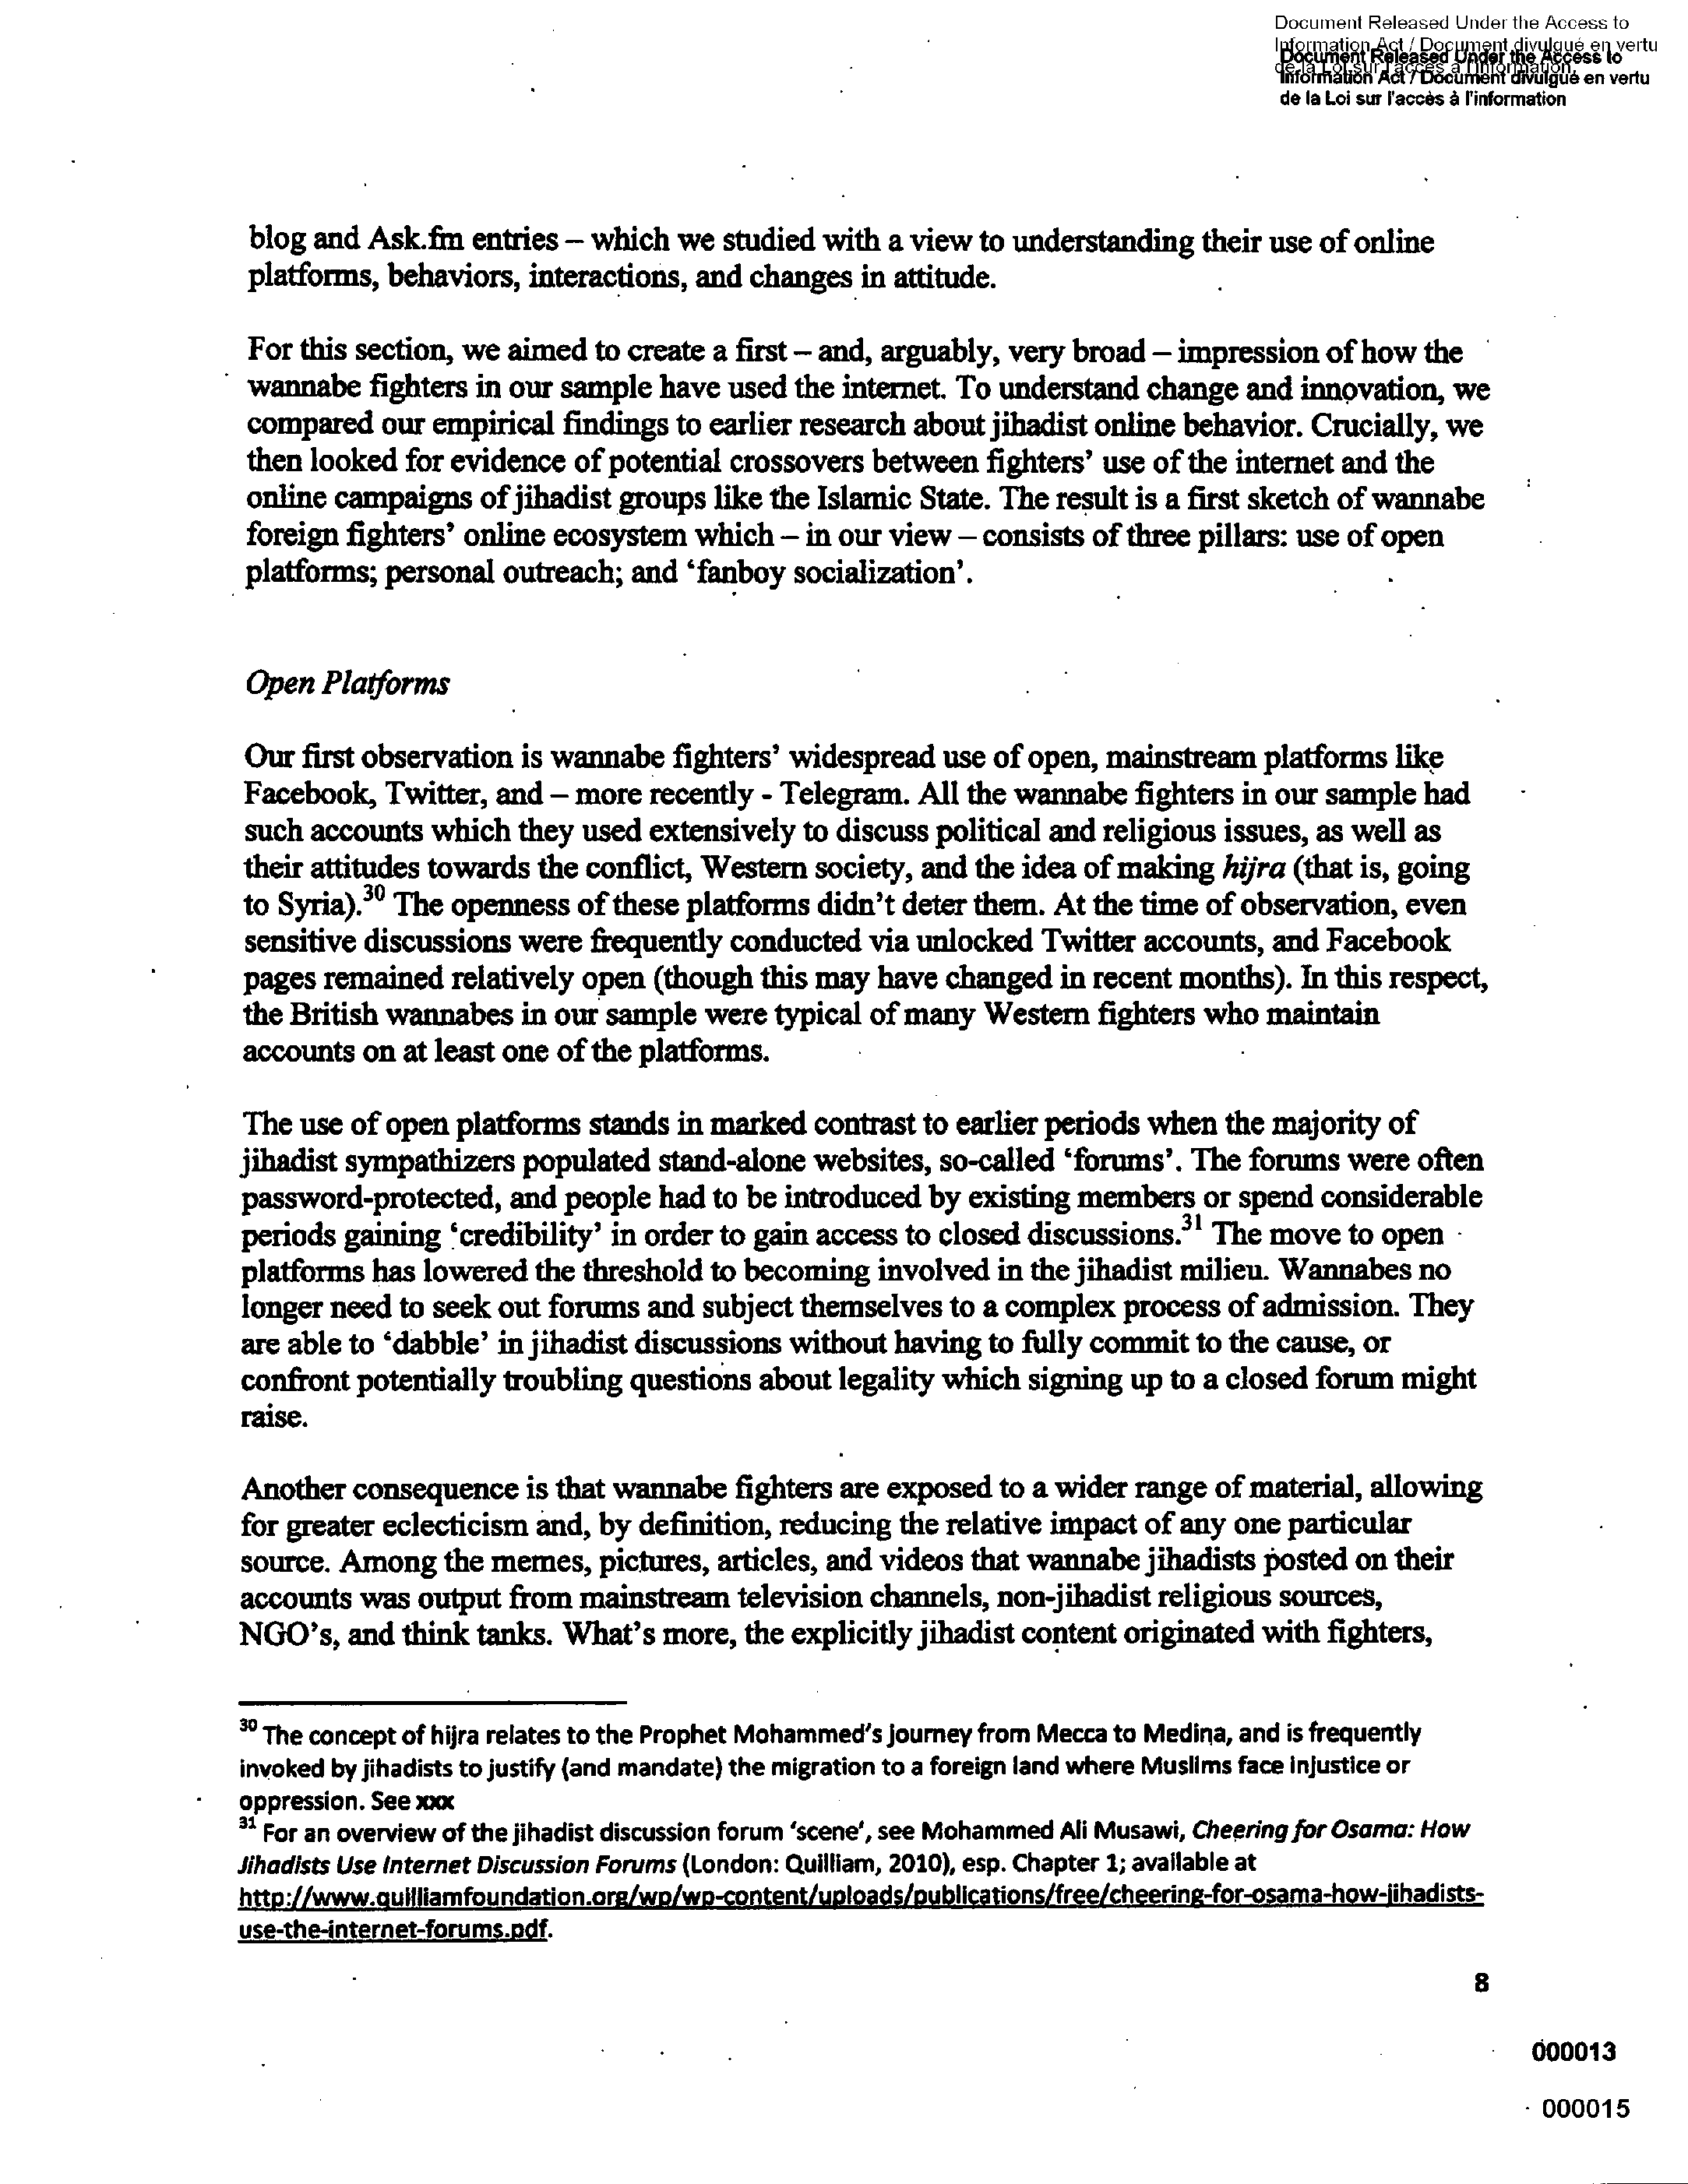 Document Released Under the Access to
Information Act / Document divulgué en vertu
de la Loi sur l'accès à l'information
Document Released Under the Access to
Information Act / Document divulgué en vertu
de la Loi sur l'accès à l'information
blog and Ask.fm entries – which we studied with a view to understanding their use of online
platforms, behaviors, interactions, and changes in attitude.
For this section, we aimed to create a first – and, arguably, very broad – impression of how the
wannabe fighters in our sample have used the internet. To understand change and innovation, we
compared our empirical findings to earlier research about jihadist online behavior. Crucially, we
then looked for evidence of potential crossovers between fighters' use of the internet and the
online campaigns of jihadist groups like the Islamic State. The result is a first sketch of wannabe
foreign fighters' online ecosystem which – in our view – consists of three pillars: use of open
platforms; personal outreach; and 'fanboy socialization'.
Open Platforms
Our first observation is wannabe fighters' widespread use of open, mainstream platforms like
Facebook, Twitter, and – more recently - Telegram. All the wannabe fighters in our sample had
such accounts which they used extensively to discuss political and religious issues, as well as
their attitudes towards the conflict, Western society, and the idea of making hijra (that is, going
to Syria).30 The openness of these platforms didn't deter them. At the time of observation, even
sensitive discussions were frequently conducted via unlocked Twitter accounts, and Facebook
pages remained relatively open (though this may have changed in recent months). In this respect,
the British wannabes in our sample were typical of many Western fighters who maintain
accounts on at least one of the platforms.
The use of open platforms stands in marked contrast to earlier periods when the majority of
jihadist sympathizers populated stand-alone websites, so-called 'forums'. The forums were often
password-protected, and people had to be introduced by existing members or spend considerable
periods gaining 'credibility' in order to gain access to closed discussions.31 The move to open
platforms has lowered the threshold to becoming involved in the jihadist milieu. Wannabes no
longer need to seek out forums and subject themselves to a complex process of admission. They
are able to 'dabble' in jihadist discussions without having to fully commit to the cause, or
confront potentially troubling questions about legality which signing up to a closed forum might
raise.
Another consequence is that wannabe fighters are exposed to a wider range of material, allowing
for greater eclecticism and, by definition, reducing the relative impact of any one particular
source. Among the memes, pictures, articles, and videos that wannabe jihadists posted on their
accounts was output from mainstream television channels, non-jihadist religious sources,
NGO's, and think tanks. What's more, the explicitly jihadist content originated with fighters,
30 The concept of hijra relates to the Prophet Mohammed's journey from Mecca to Medina, and is frequently
invoked by jihadists to justify (and mandate) the migration to a foreign land where Muslims face injustice or
oppression. See xxx
31 For an overview of the jihadist discussion forum 'scene', see Mohammed Ali Musawi, Cheering for Osama: How
Jihadists Use Internet Discussion Forums (London: Quilliam, 2010), esp. Chapter 1; available at
http://www.quilliamfoundation.org/wp/wp-content/uploads/publications/free/cheering-for-osama-how-jihadists-
use-the-internet-forums.pdf.
8
000013
000015